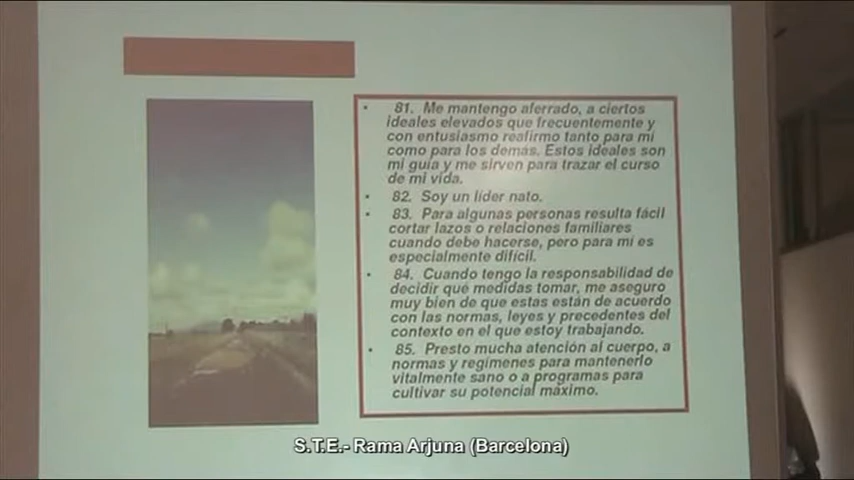 • 81. Me mantengo aferrado, a ciertos
ideales elevados que frecuentemente y
con entusiasmo reafirmo tanto para mí
como para los demás. Estos ideales son
mi guía y me sirven para trazar el curso
de mi vida.
• 82. Soy un líder nato.
• 83. Para algunas personas resulta fácil
cortar lazos o relaciones familiares
cuando debe hacerse, pero para mí es
especialmente difícil.
• 84. Cuando tengo la responsabilidad de
decidir qué medidas tomar, me aseguro
muy bien de que estas están de acuerdo
con las normas, leyes y precedentes del
contexto en el que estoy trabajando.
• 85. Presto mucha atención al cuerpo, a
normas y regímenes para mantenerlo
vitalmente sano o a programas para
cultivar su potencial máximo.
S.T.E.- Rama Arjuna (Barcelona)